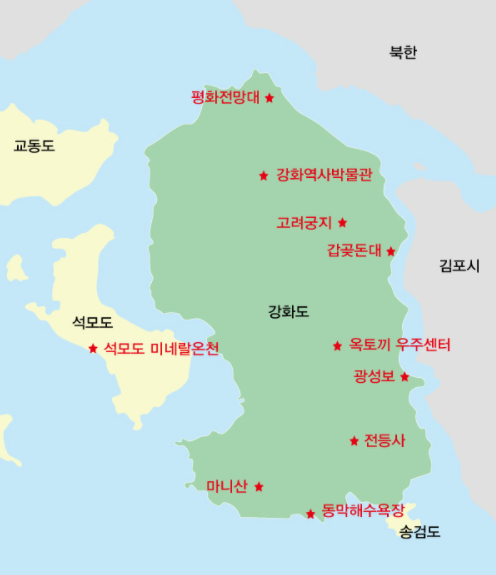 북한
평화전망대
교동도
강화역사박물관
고려궁지
갑곶돈대
김포시
강화도
석모도
석모도 미네랄온천
옥토끼 우주센터
광성보
전등사
마니산
동막해수욕장
송검도